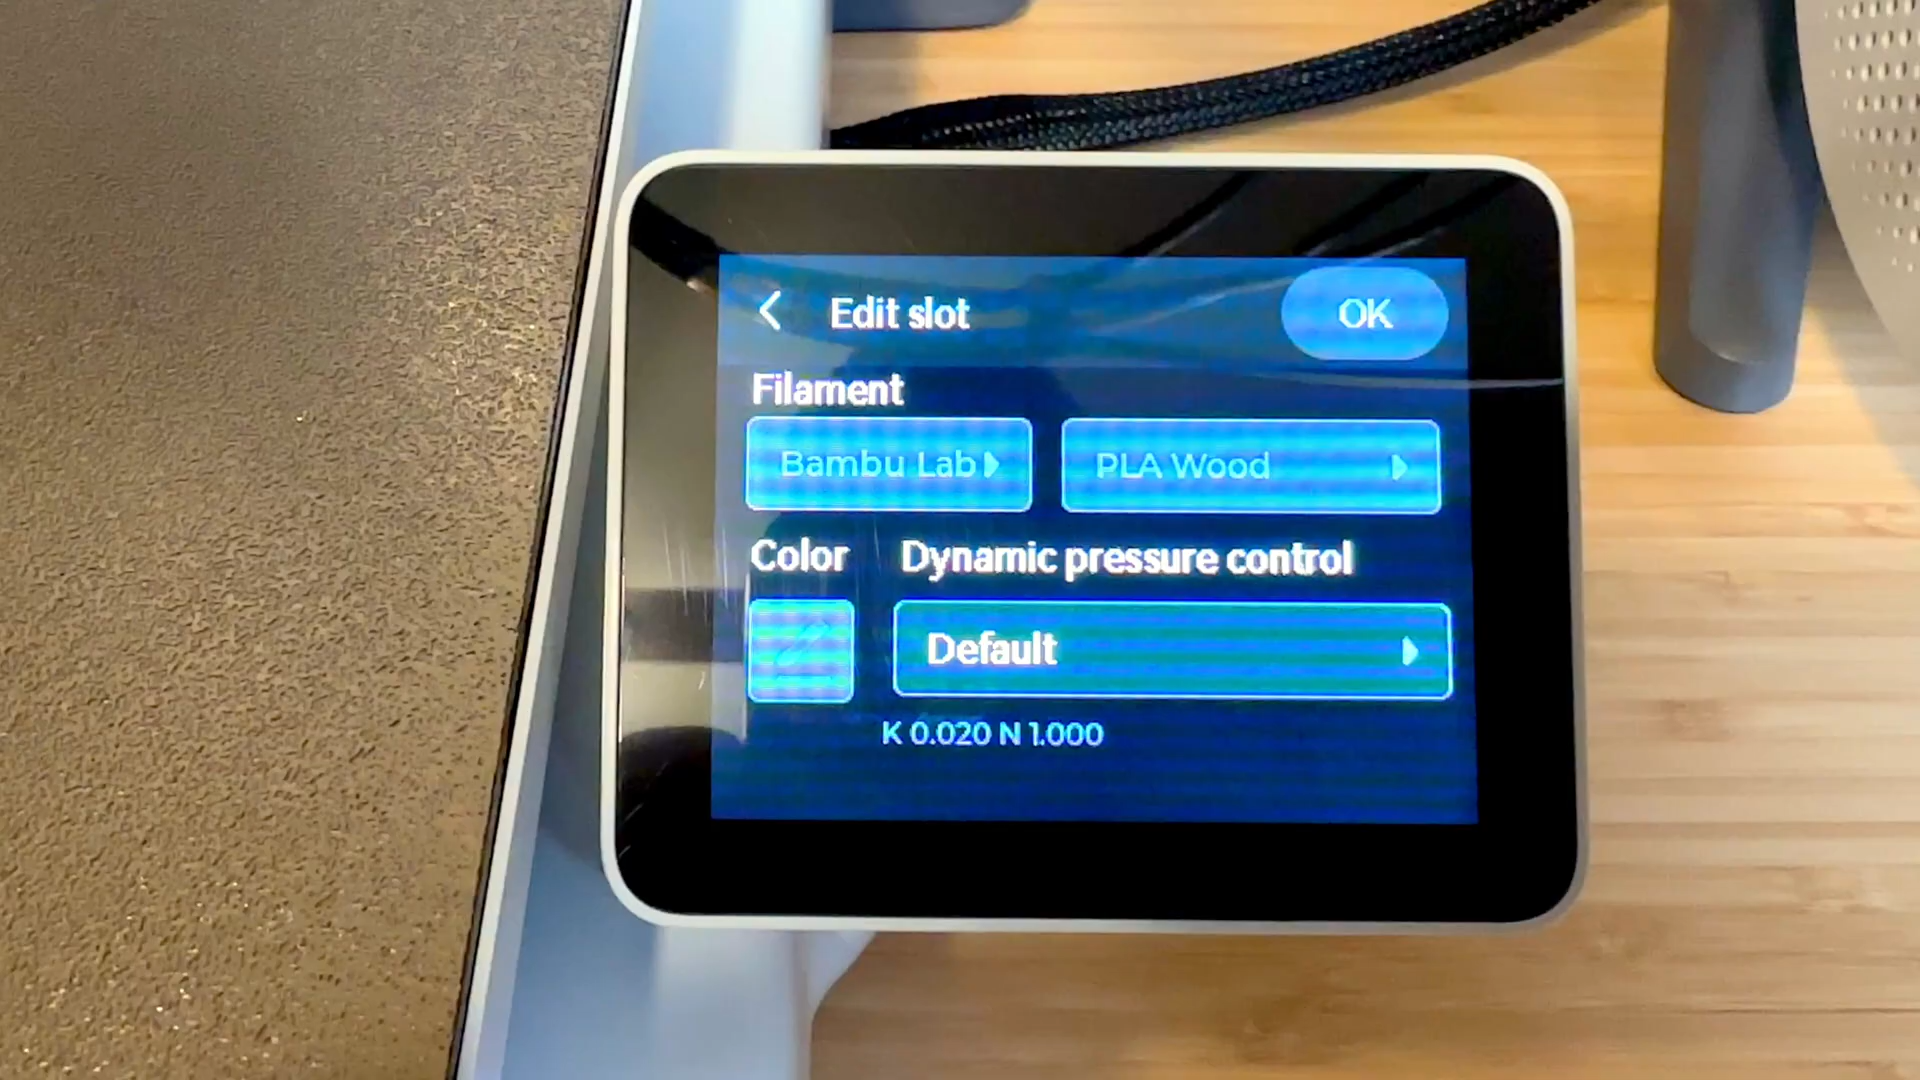 Edit slot
OK
Filament
Bambu Lab
PLA Wood
Color
Dynamic pressure control
Default
K 0.020 N 1.000